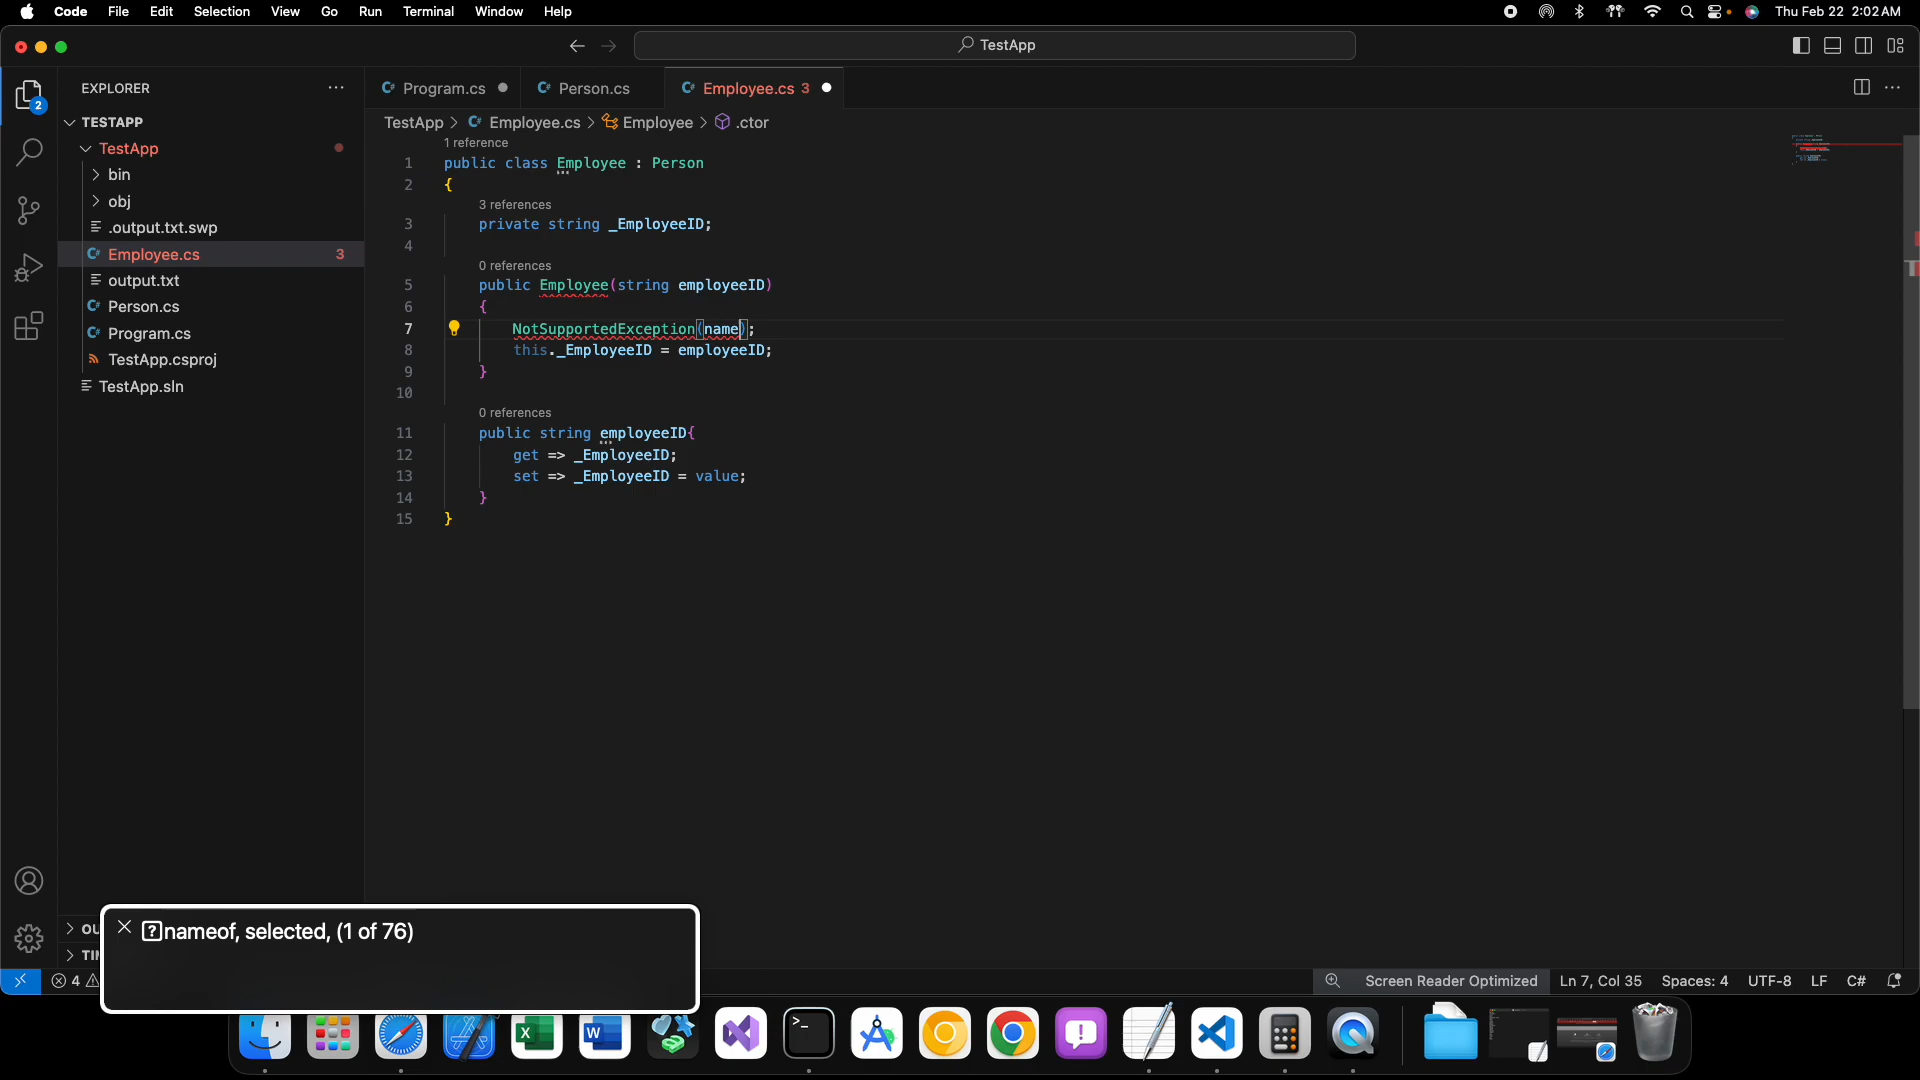 Code File Edit Selection View Go Run Terminal Window Help Thu Feb 22 2:02 AM
TestApp
EXPLORER
Program.cs Person.cs Employee.cs 3
TESTAPP
TestApp > Employee.cs > Employee > .ctor
TestApp
bin
obj
.output.txt.swp
Employee.cs 3
output.txt
Person.cs
Program.cs
TestApp.csproj
TestApp.sln
1 reference
1 public class Employee : Person
2 {
3 references
3 private string _EmployeeID;
4
0 references
5 public Employee(string employeeID)
6 {
7 NotSupportedException(name);
8 this._EmployeeID = employeeID;
9 }
10
0 references
11 public string employeeID{
12 get => _EmployeeID;
13 set => _EmployeeID = value;
14 }
15 }
OU
TI
nameof, selected, (1 of 76)
4
Screen Reader Optimized Ln 7, Col 35 Spaces: 4 UTF-8 LF C#